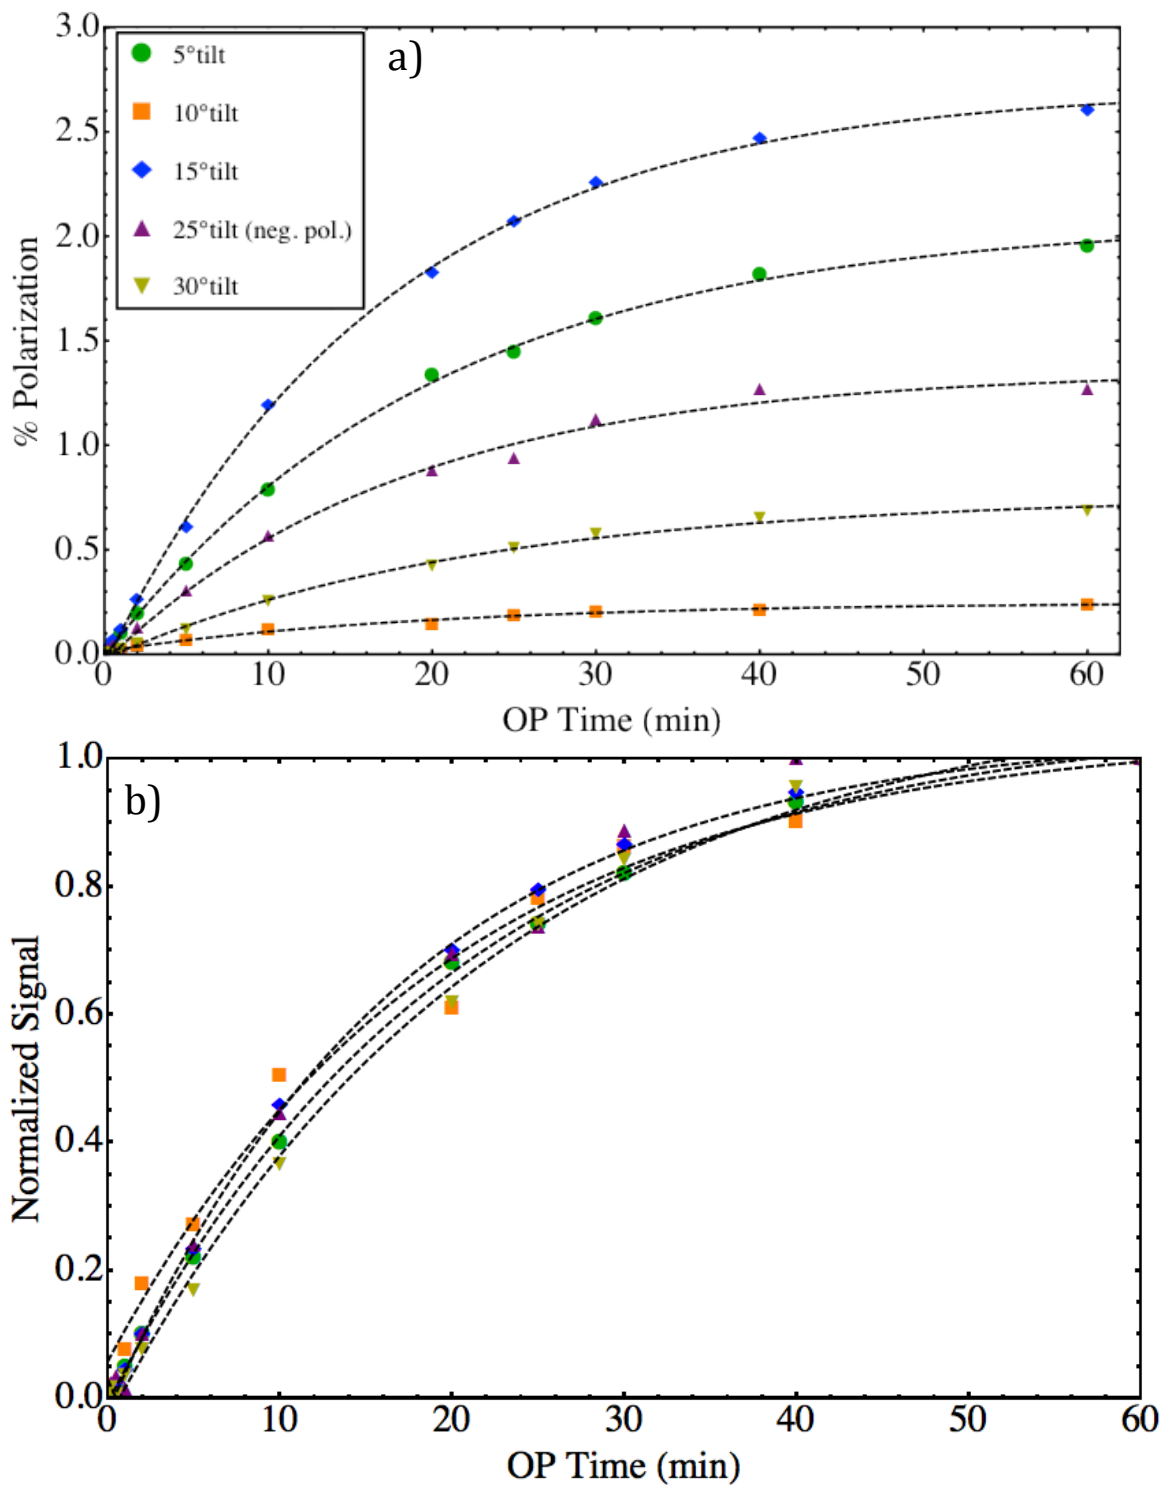 a)
5°tilt
10°tilt
15°tilt
25°tilt (neg. pol.)
30°tilt
% Polarization
3.0
2.5
2.0
1.5
1.0
0.5
0.0
0 10 20 30 40 50 60
OP Time (min)
b)
Normalized Signal
1.0
0.8
0.6
0.4
0.2
0.0
0 10 20 30 40 50 60
OP Time (min)